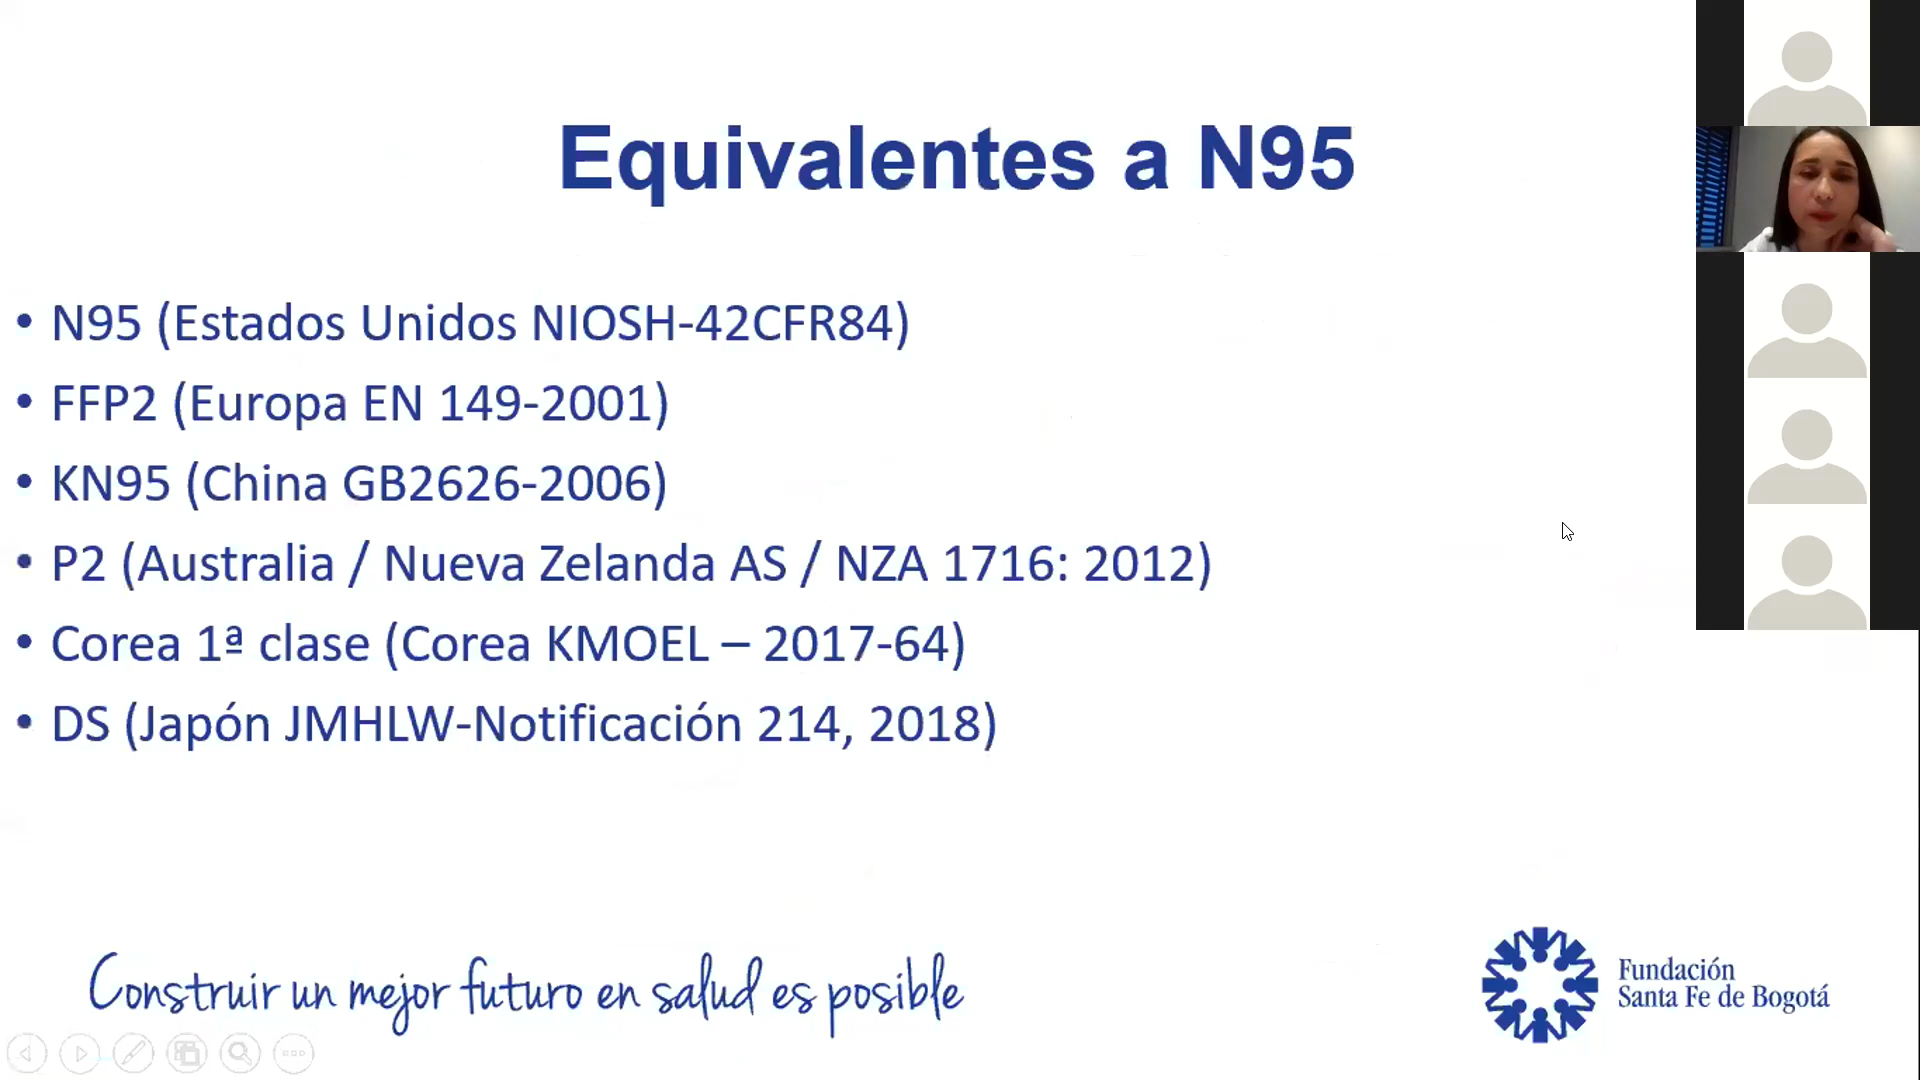 Equivalentes a N95
• N95 (Estados Unidos NIOSH-42CFR84)
• FFP2 (Europa EN 149-2001)
• KN95 (China GB2626-2006)
• P2 (Australia / Nueva Zelanda AS / NZA 1716: 2012)
• Corea 1ª clase (Corea KMOEL – 2017-64)
• DS (Japón JMHLW-Notificación 214, 2018)
Construir un mejor futuro en salud es posible
Fundación
Santa Fe de Bogotá